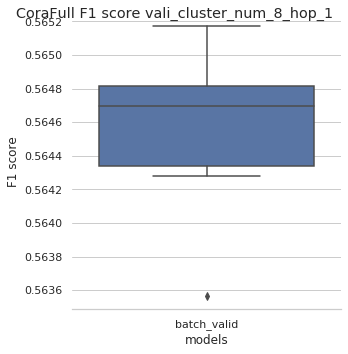 CoraFull F1 score vali_cluster_num_8_hop_1
0.5652
0.5650
0.5648
0.5646
0.5644
0.5642
0.5640
0.5638
0.5636
F1 score
batch_valid
models